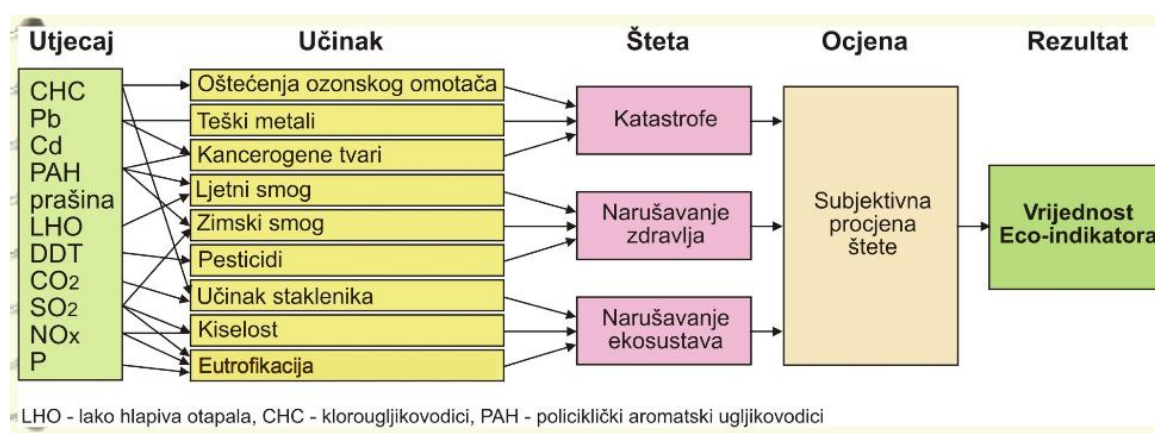 Utjecaj
Učinak
Šteta
Ocjena
Rezultat
CHC
Pb
Cd
PAH
prašina
LHO
DDT
CO2
SO2
NOx
P
Oštećenja ozonskog omotača
Teški metali
Kancerogene tvari
Ljetni smog
Zimski smog
Pesticidi
Učinak staklenika
Kiselost
Eutrofikacija
Katastrofe
Narušavanje
zdravlja
Narušavanje
ekosustava
Subjektivna
procjena
štete
Vrijednost
Eco-indikatora
LHO - lako hlapiva otapala, CHC - klorougljikovodici, PAH - policiklički aromatski ugljikovodici